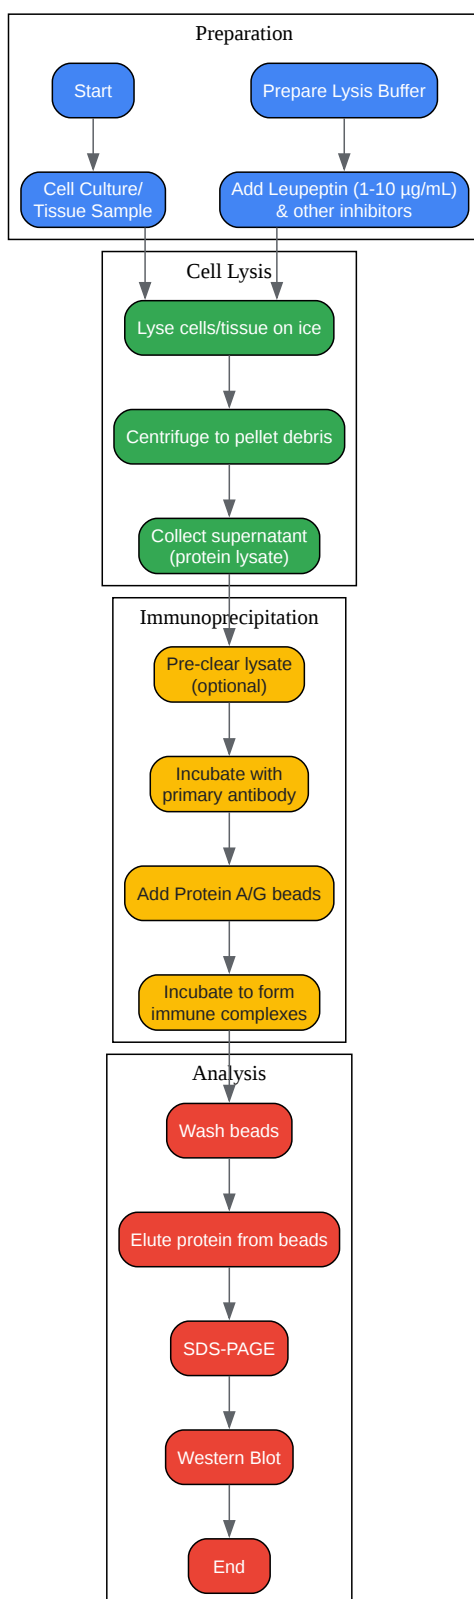 Preparation
Start
Prepare Lysis Buffer
Cell Culture/
Tissue Sample
Add Leupeptin (1-10 µg/mL)
& other inhibitors
Cell Lysis
Lyse cells/tissue on ice
Centrifuge to pellet debris
Collect supernatant
(protein lysate)
Immunoprecipitation
Pre-clear lysate
(optional)
Incubate with
primary antibody
Add Protein A/G beads
Incubate to form
immune complexes
Analysis
Wash beads
Elute protein from beads
SDS-PAGE
Western Blot
End